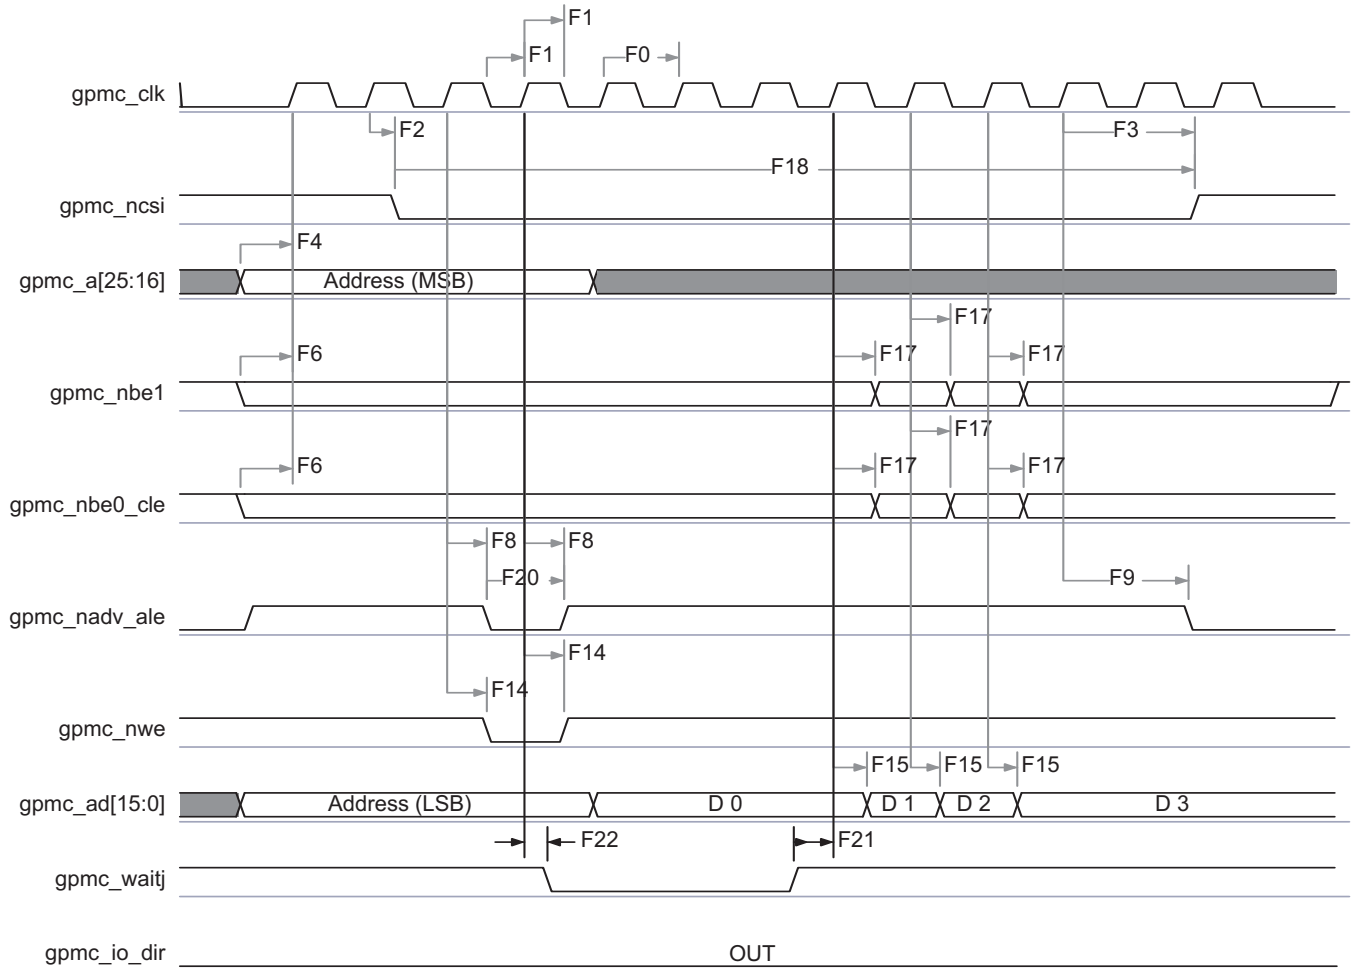 F1
F1
F0
gpmc_clk
F2
F3
F18
gpmc_ncsi
F4
gpmc_a[25:16]
Address (MSB)
F17
F6
F17
F17
gpmc_nbe1
F17
F6
F17
F17
gpmc_nbe0_cle
F8
F8
F20
F9
gpmc_nadv_ale
F14
F14
gpmc_nwe
F15
F15
F15
gpmc_ad[15:0]
Address (LSB)
D 0
D 1
D 2
D 3
F22
F21
gpmc_waitj
gpmc_io_dir
OUT